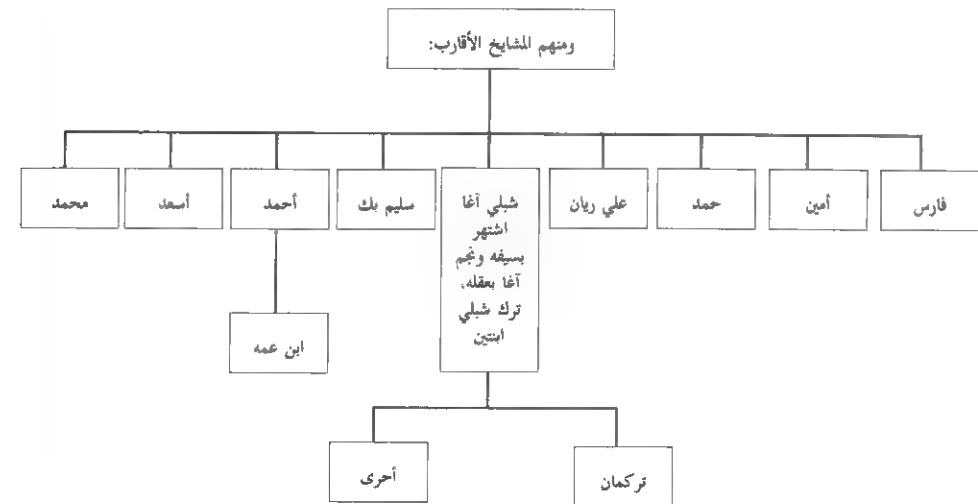 ومنهم المشايخ الأقارب:
فارس
أمين
حمد
علي ريان
شبلي آغا
اشتهر
بسيفه ونجم
آغا بعقله،
ترك شبلي
ابنتين
سليم بك
أحمد
أسعد
محمد
ابن عمه
تركمان
أحرى